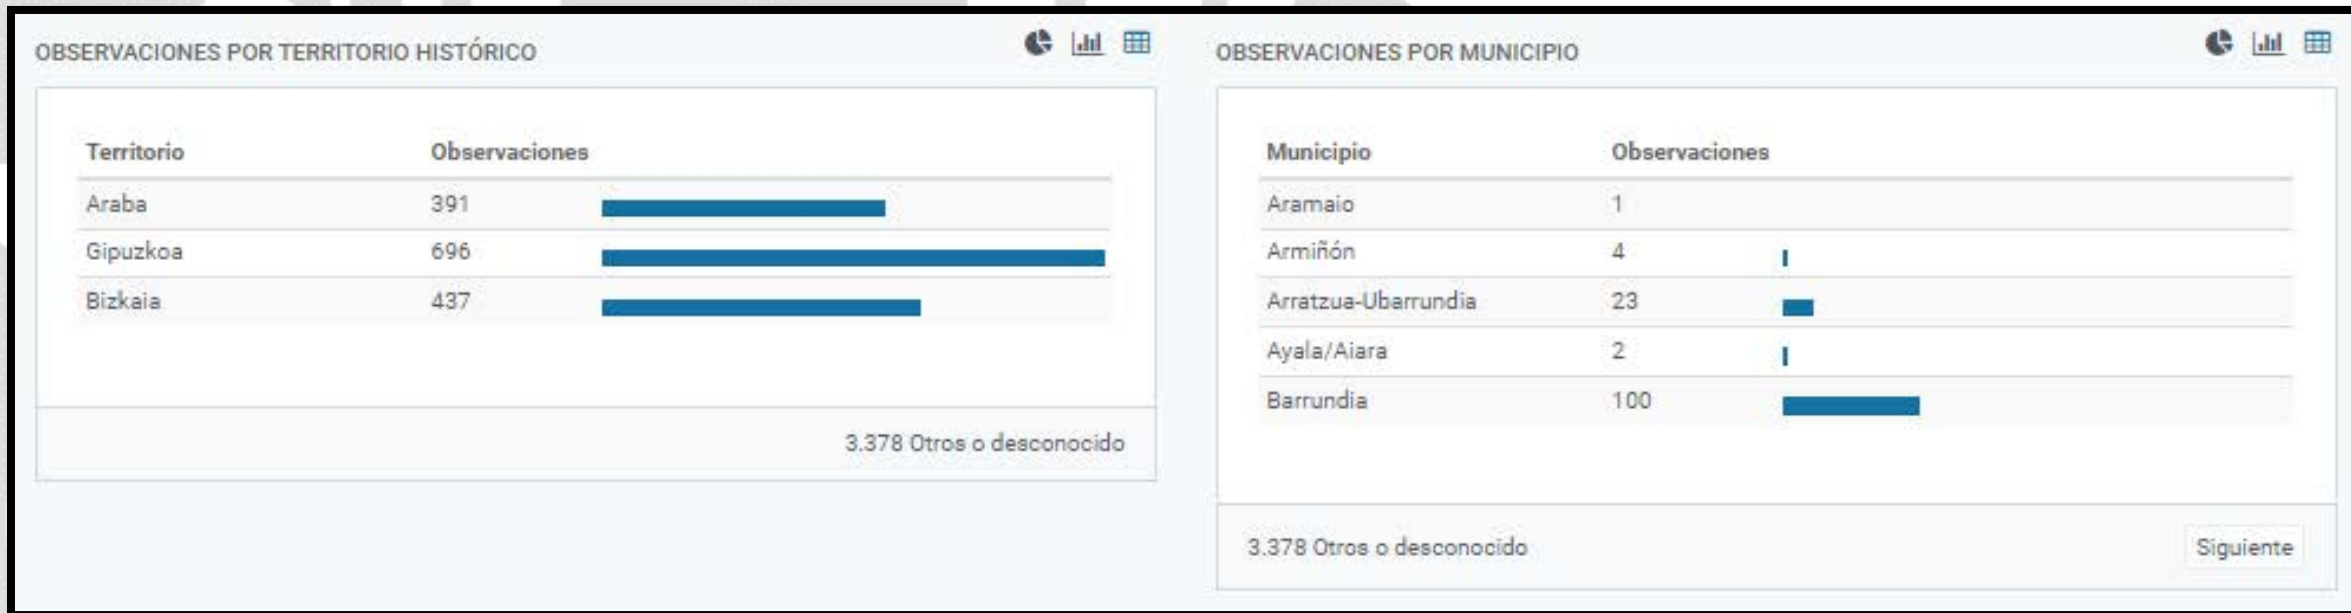 OBSERVACIONES POR TERRITORIO HISTÓRICO
Territorio Observaciones
Araba 391
Gipuzkoa 696
Bizkaia 437
3.378 Otros o desconocido
OBSERVACIONES POR MUNICIPIO
Municipio Observaciones
Aramaio 1
Armiñón 4
Arratzua-Ubarrundia 23
Ayala/Aiara 2
Barrundia 100
3.378 Otros o desconocido
Siguiente